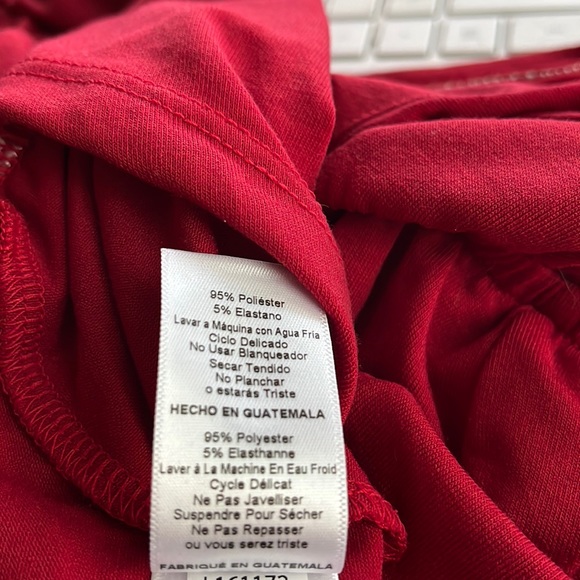 95% Poliéster
5% Elastano
Lavar a Máquina con Agua Fría
Ciclo Delicado
No Usar Blanqueador
Secar Tendido
No Planchar
o estarás Triste
HECHO EN GUATEMALA
95% Polyester
5% Elasthanne
Laver à La Machine En Eau Froid
Cycle Délicat
Ne Pas Javelliser
Suspendre Pour Sécher
Ne Pas Repasser
ou vous serez triste
FABRIQUÉ EN GUATEMALA